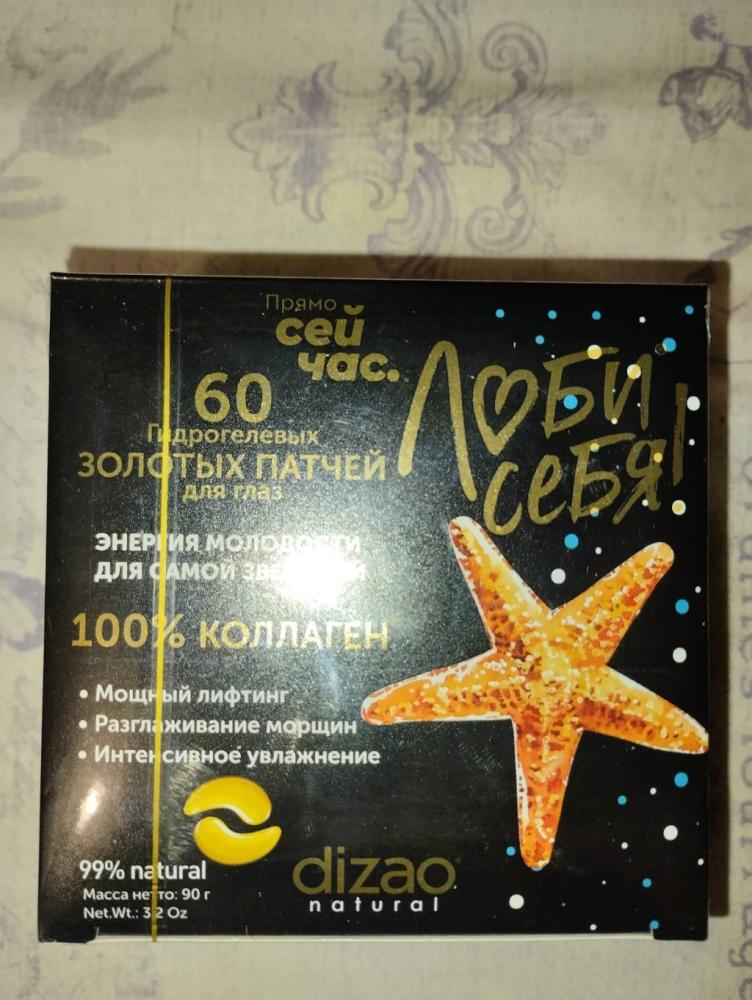 Прямо
сей
час.
Люби
себя!
60
Гидрогелевых
ЗОЛОТЫХ ПАТЧЕЙ
для глаз
ЭНЕРГИЯ МОЛОДОСТИ
ДЛЯ САМОЙ
100% КОЛЛАГЕН
• Мощный лифтинг
• Разглаживание морщин
• Интенсивное увлажнение
99% natural
Масса нетто: 90 г
Net.Wt.: 3.2 Oz
dizao
natural